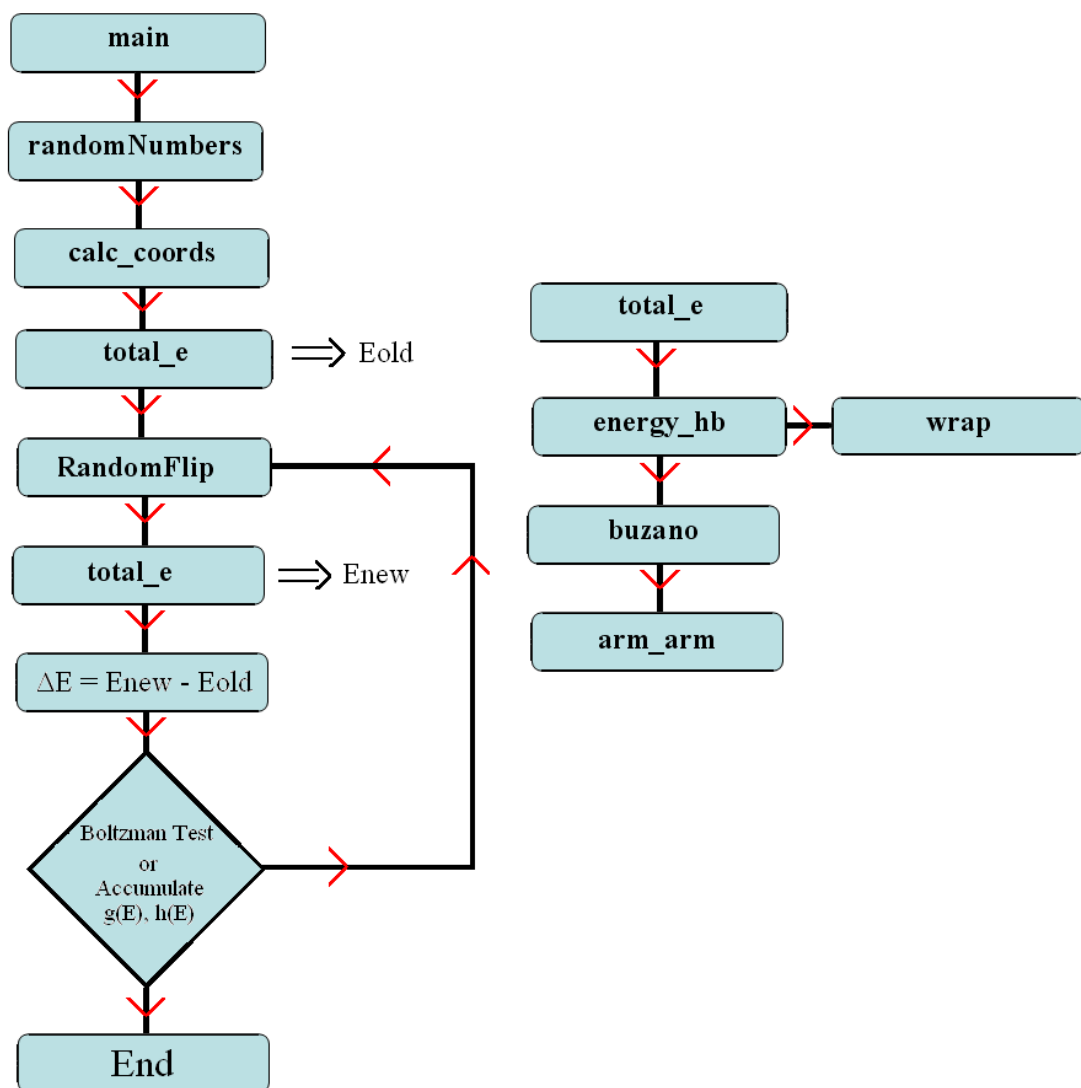 main
randomNumbers
calc_coords
total_e
Eold
RandomFlip
total_e
Enew
ΔE = Enew - Eold
Boltzman Test
or
Accumulate
g(E), h(E)
End
total_e
energy_hb
wrap
buzano
arm_arm